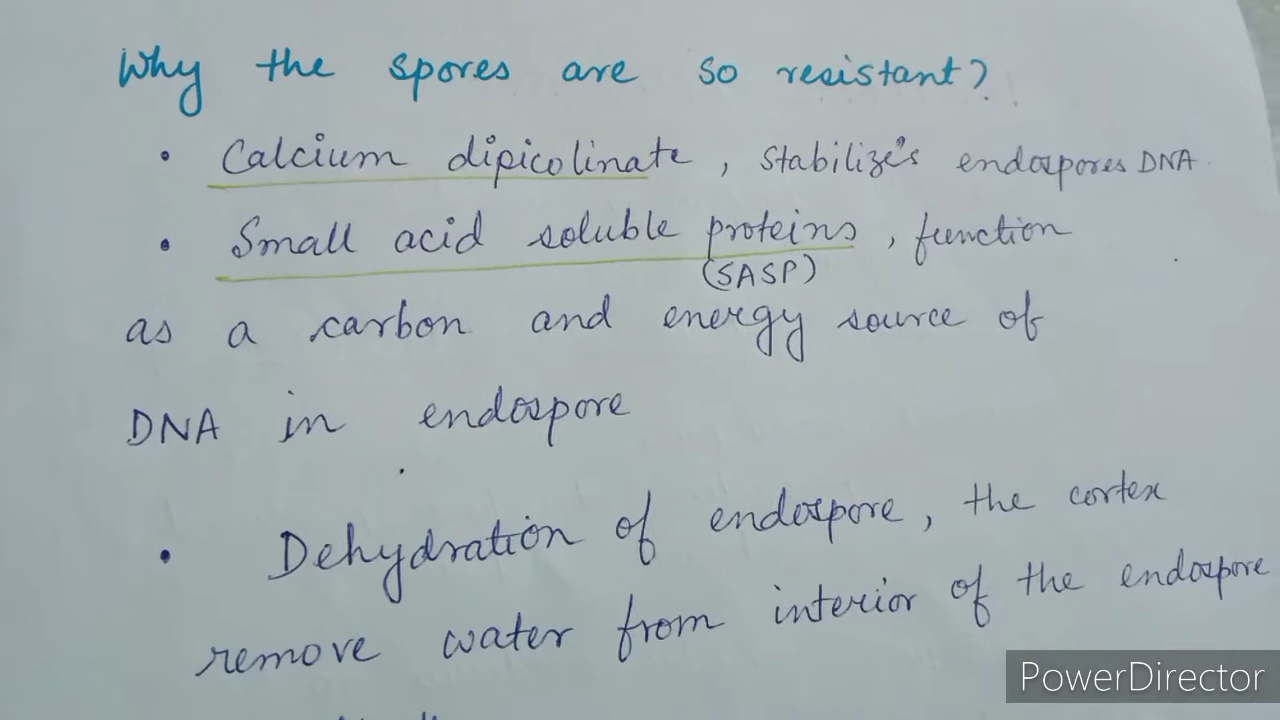 Why the spores are so resistant?
• Calcium dipicolinate, stabilize's endospores DNA.
• Small acid soluble proteins, function
(SASP)
as a carbon and energy source of
DNA in endospore
• Dehydration of endospore, the cortex
remove water from interior of the endospore
PowerDirector